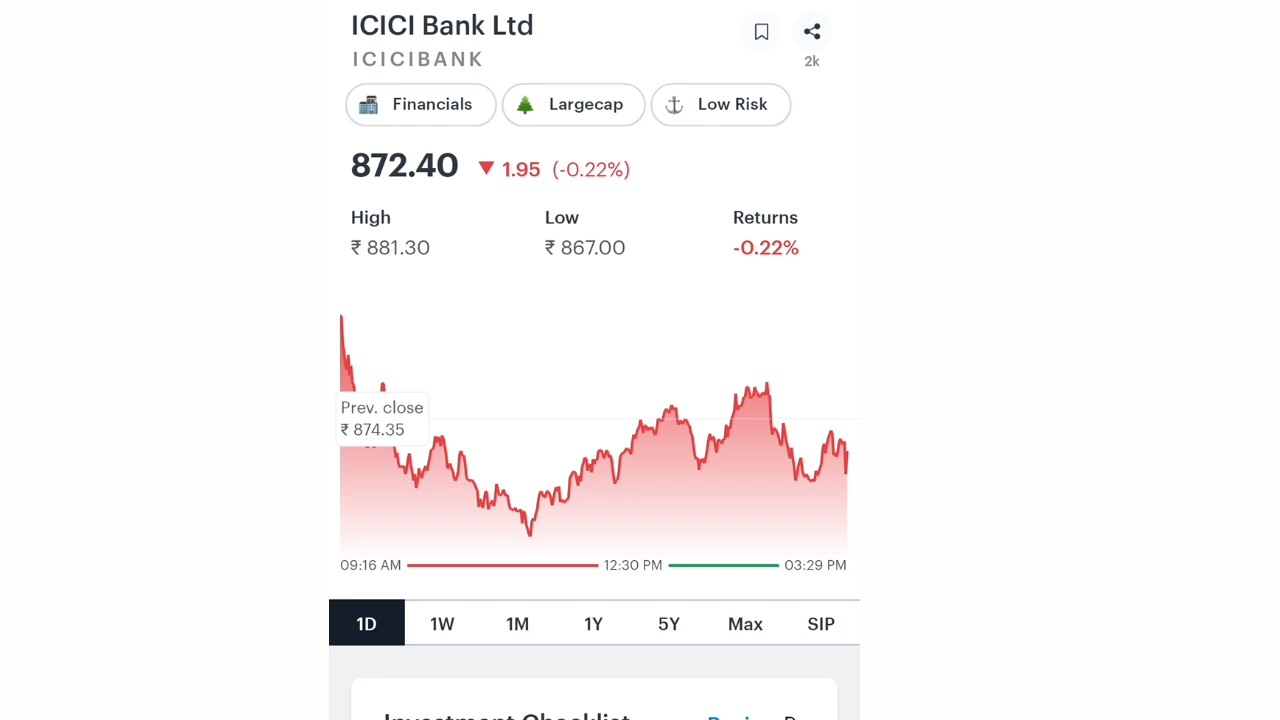 ICICI Bank Ltd
ICICIBANK
2k
Financials
Largecap
Low Risk
872.40 ▼ 1.95 (-0.22%)
High
Low
Returns
₹ 881.30
₹ 867.00
-0.22%
Prev. close
₹ 874.35
09:16 AM
12:30 PM
03:29 PM
1D
1W
1M
1Y
5Y
Max
SIP
Investment Checklist